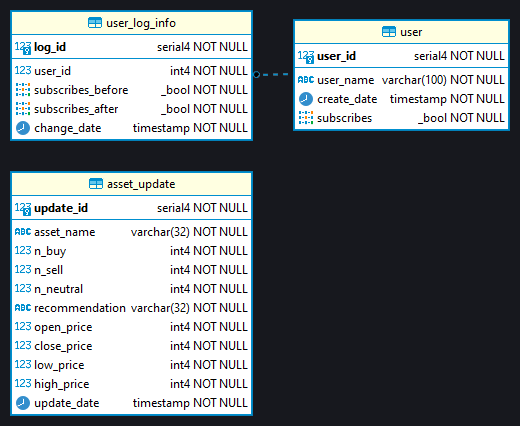 user_log_info
123 log_id serial4 NOT NULL
123 user_id int4 NOT NULL
subscribes_before _bool NOT NULL
subscribes_after _bool NOT NULL
change_date timestamp NOT NULL
user
123 user_id serial4 NOT NULL
ABC user_name varchar(100) NOT NULL
create_date timestamp NOT NULL
subscribes _bool NOT NULL
asset_update
123 update_id serial4 NOT NULL
ABC asset_name varchar(32) NOT NULL
123 n_buy int4 NOT NULL
123 n_sell int4 NOT NULL
123 n_neutral int4 NOT NULL
ABC recommendation varchar(32) NOT NULL
123 open_price int4 NOT NULL
123 close_price int4 NOT NULL
123 low_price int4 NOT NULL
123 high_price int4 NOT NULL
update_date timestamp NOT NULL